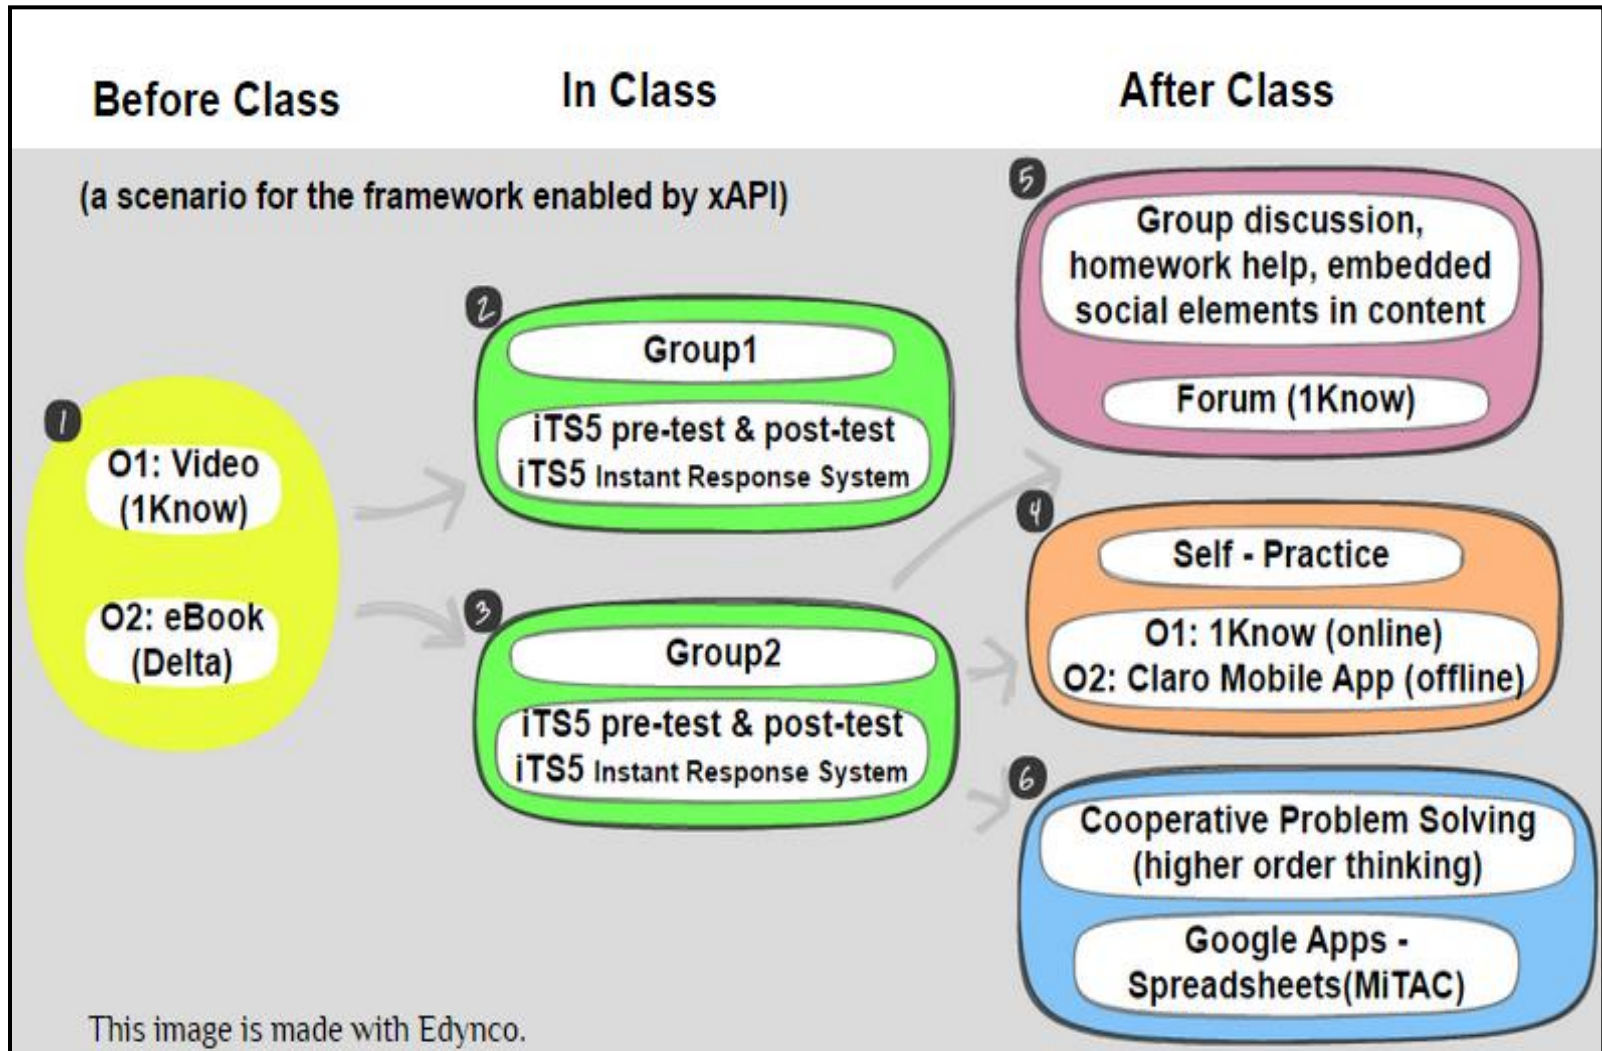 Before Class
In Class
After Class
(a scenario for the framework enabled by xAPI)
1
O1: Video
(1Know)
O2: eBook
(Delta)
2
Group1
iTS5 pre-test & post-test
iTS5 Instant Response System
3
Group2
iTS5 pre-test & post-test
iTS5 Instant Response System
5
Group discussion,
homework help, embedded
social elements in content
Forum (1Know)
4
Self - Practice
O1: 1Know (online)
O2: Claro Mobile App (offline)
6
Cooperative Problem Solving
(higher order thinking)
Google Apps -
Spreadsheets(MiTAC)
This image is made with Edynco.